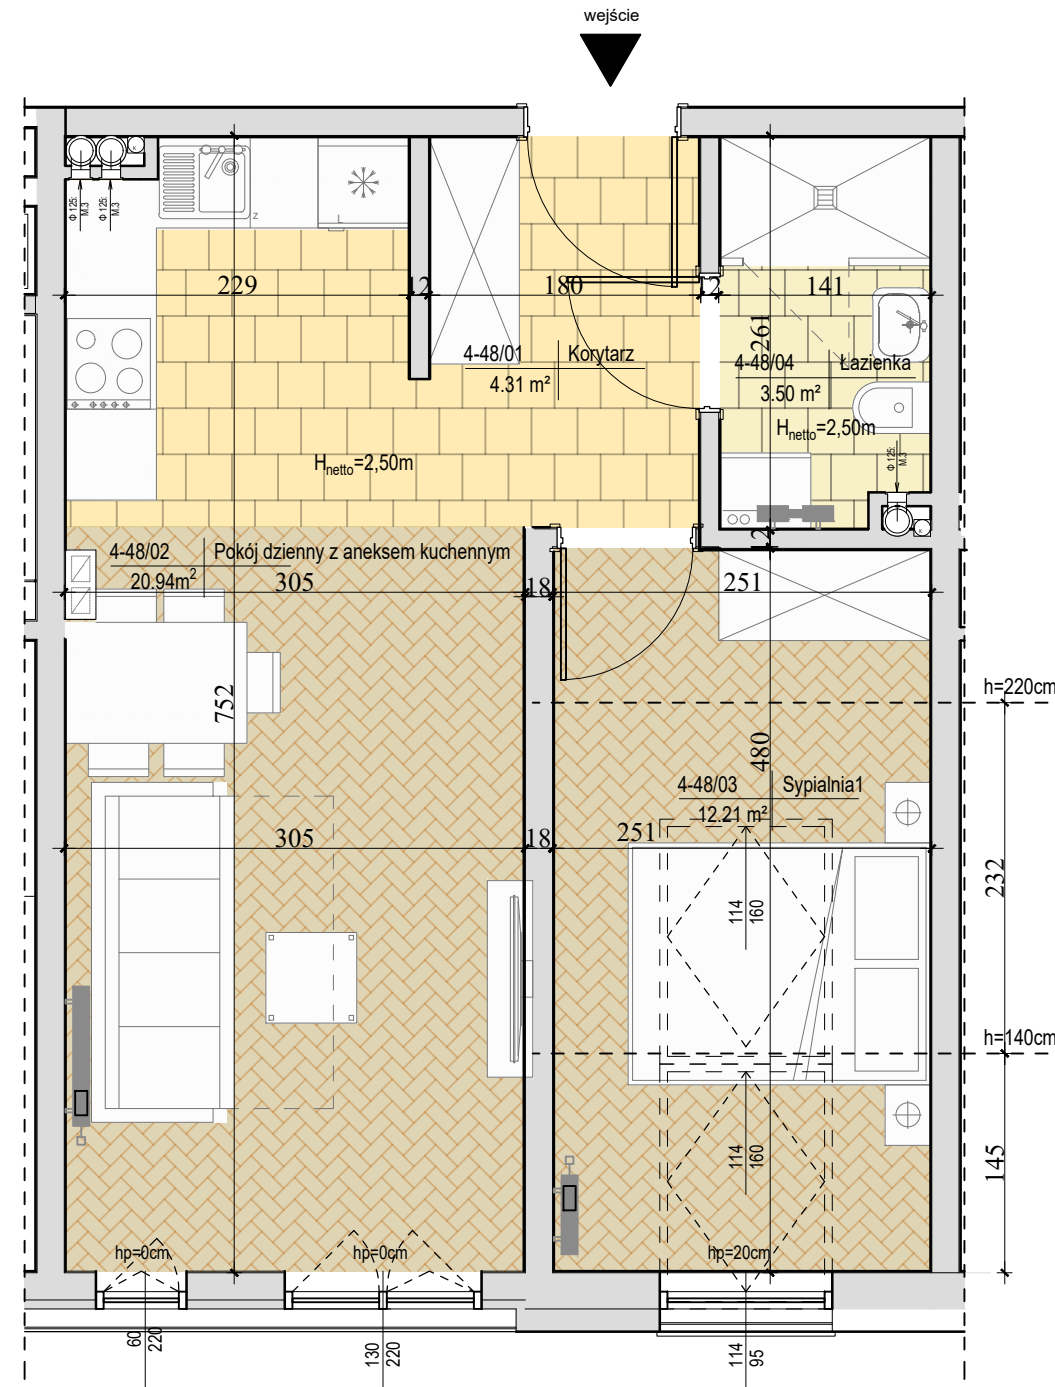 wejście
Φ 125:
M.3
Φ 125:
M.3
K
Z
L
229
12
180
12
141
261
4-48/01
Korytarz
4.31 m²
4-48/04
Łazienka
3.50 m²
Hnetto=2,50m
Hnetto=2,50m
Φ 125:
M.3
K
12
4-48/02
Pokój dzienny z aneksem kuchennym
20.94m²
305
18
251
752
h=220cm
480
4-48/03
Sypialnia1
12.21 m²
305
18
251
232
114
160
h=140cm
114
160
145
hp=0cm
hp=0cm
hp=20cm
60
220
130
220
114
95